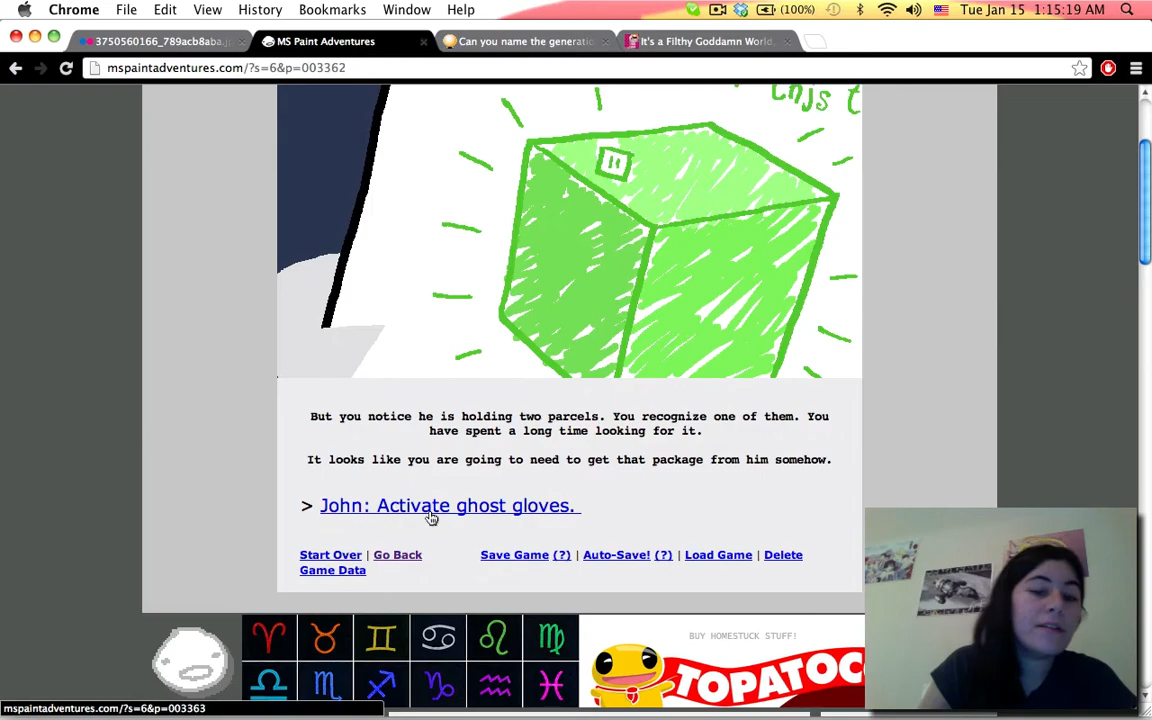 Chrome File Edit View History Bookmarks Window Help (100%) Tue Jan 15 1:15:19 AM
3750560166_789acb8aba.j MS Paint Adventures Can you name the generatio It's a Filthy Goddamn World,
mspaintadventures.com/?s=6&p=003362
this t
But you notice he is holding two parcels. You recognize one of them. You
have spent a long time looking for it.
It looks like you are going to need to get that package from him somehow.
> John: Activate ghost gloves.
Start Over | Go Back Save Game (?) | Auto-Save! (?) | Load Game | Delete
Game Data
BUY HOMESTUCK STUFF!
TOPATOCO
mspaintadventures.com/?s=6&p=003363